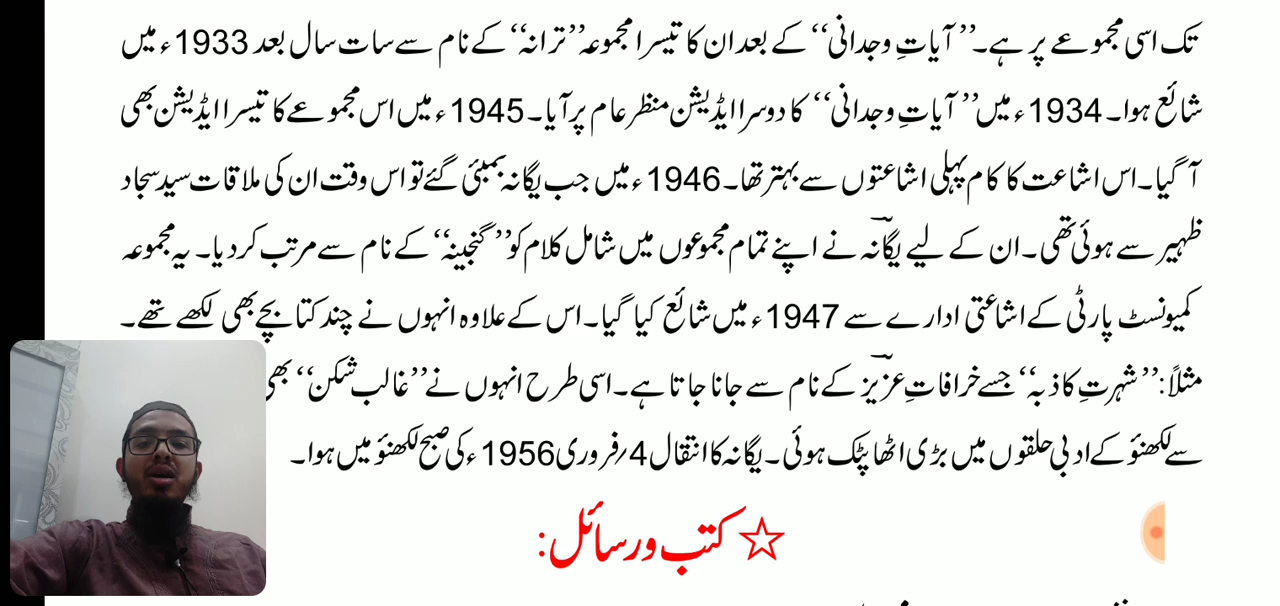 تک اسی مجموعے پر ہے۔’’آیاتِ وجدانی‘‘ کے بعد ان کا تیسرا مجموعہ’’ترانہ‘‘ کے نام سے سات سال بعد 1933ء میں
شائع ہوا۔1934ء میں’’آیاتِ وجدانی‘‘ کا دوسرا ایڈیشن منظر عام پر آیا۔1945ء میں اس مجموعے کا تیسرا ایڈیشن بھی
آ گیا۔اس اشاعت کا کام پہلی اشاعتوں سے بہتر تھا۔1946ء میں جب یگانہ بمبئی گئے تو اس وقت ان کی ملاقات سید سجاد
ظہیر سے ہوئی تھی۔ان کے لیے یگانہؔ نے اپنے تمام مجموعوں میں شامل کلام کو’’گنجینہ‘‘ کے نام سے مرتب کر دیا۔ یہ مجموعہ
کمیونسٹ پارٹی کے اشاعتی ادارے سے 1947ء میں شائع کیا گیا۔اس کے علاوہ انہوں نے چند کتابچے بھی لکھے تھے۔
مثلاً:’’شہرتِ کاذبہ‘‘ جسے خرافاتِ عزیزؔ کے نام سے جانا جاتا ہے۔اسی طرح انہوں نے’’غالب شکن‘‘ بھی
سے لکھنؤ کے ادبی حلقوں میں بڑی اٹھا پٹک ہوئی۔یگانہ کا انتقال 4؍فروری 1956ء کی صبح لکھنؤ میں ہوا۔
☆ کتب و رسائل: